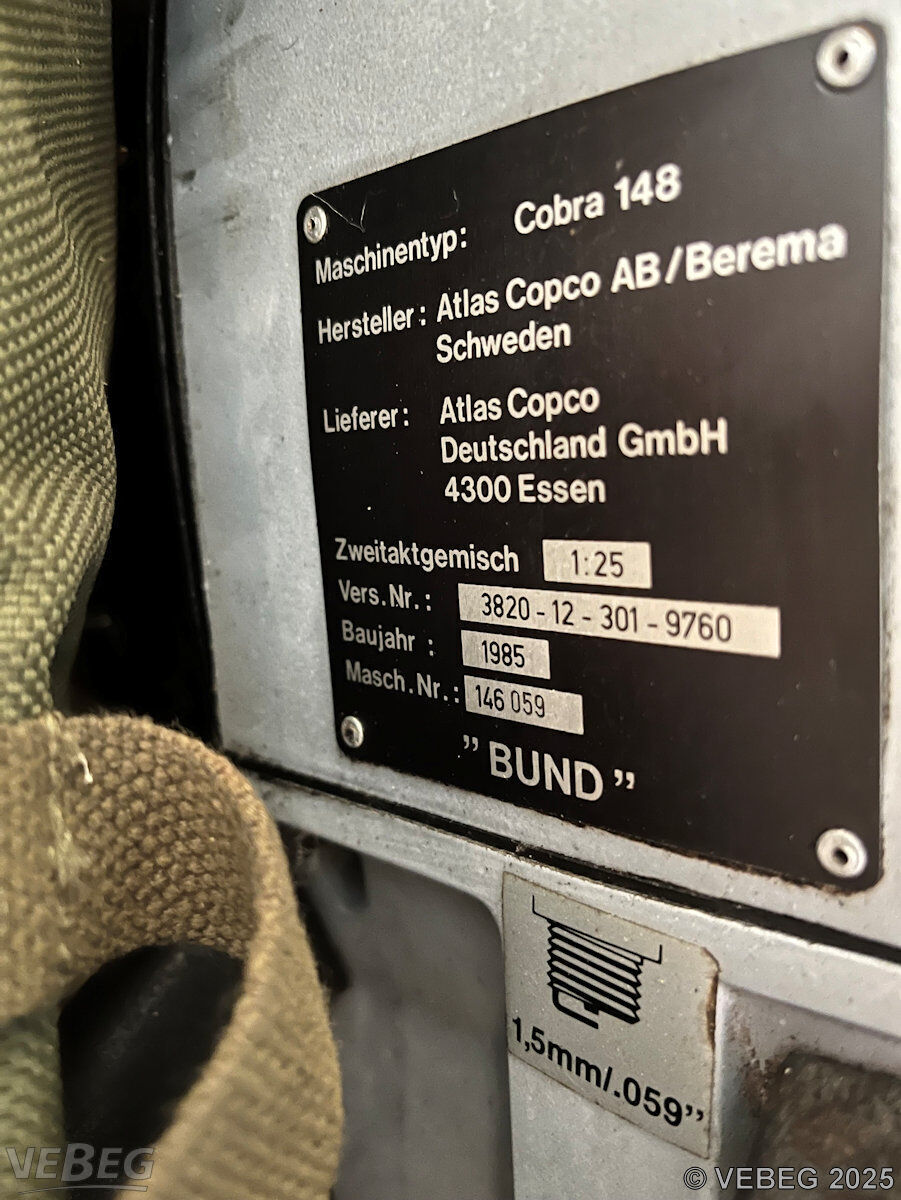 Maschinentyp: Cobra 148
Hersteller: Atlas Copco AB/Berema
Schweden
Lieferer: Atlas Copco
Deutschland GmbH
4300 Essen
Zweitaktgemisch 1:25
Vers.Nr.: 3820-12-301-9760
Baujahr: 1985
Masch.Nr.: 146 059
”BUND”
1,5mm/.059”
VEBEG
© VEBEG 2025